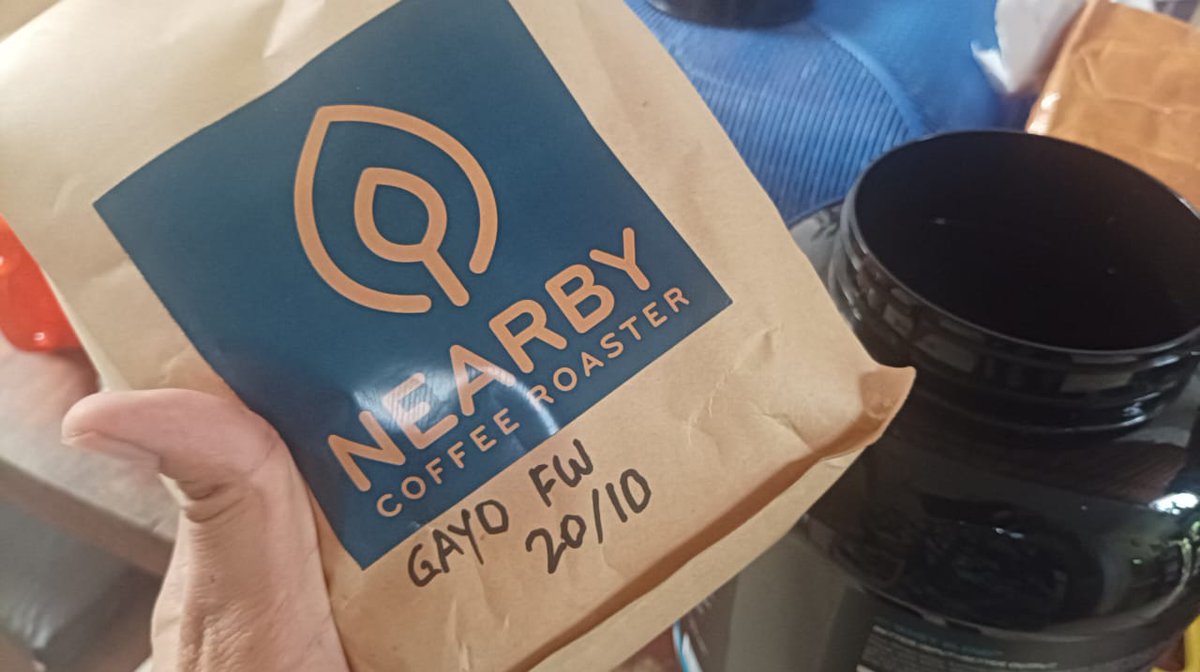 NEARBY
COFFEE ROASTER
GAYO FW
20/10